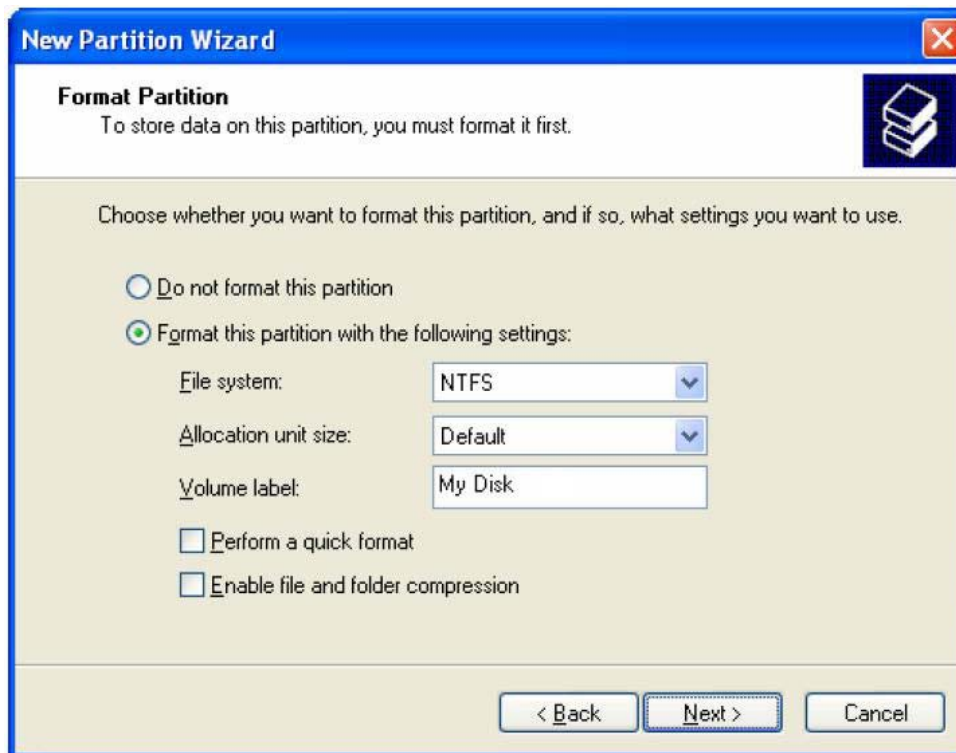 New Partition Wizard
Format Partition
To store data on this partition, you must format it first.
Choose whether you want to format this partition, and if so, what settings you want to use.
Do not format this partition
Format this partition with the following settings:
File system: NTFS
Allocation unit size: Default
Volume label: My Disk
Perform a quick format
Enable file and folder compression
< Back Next > Cancel